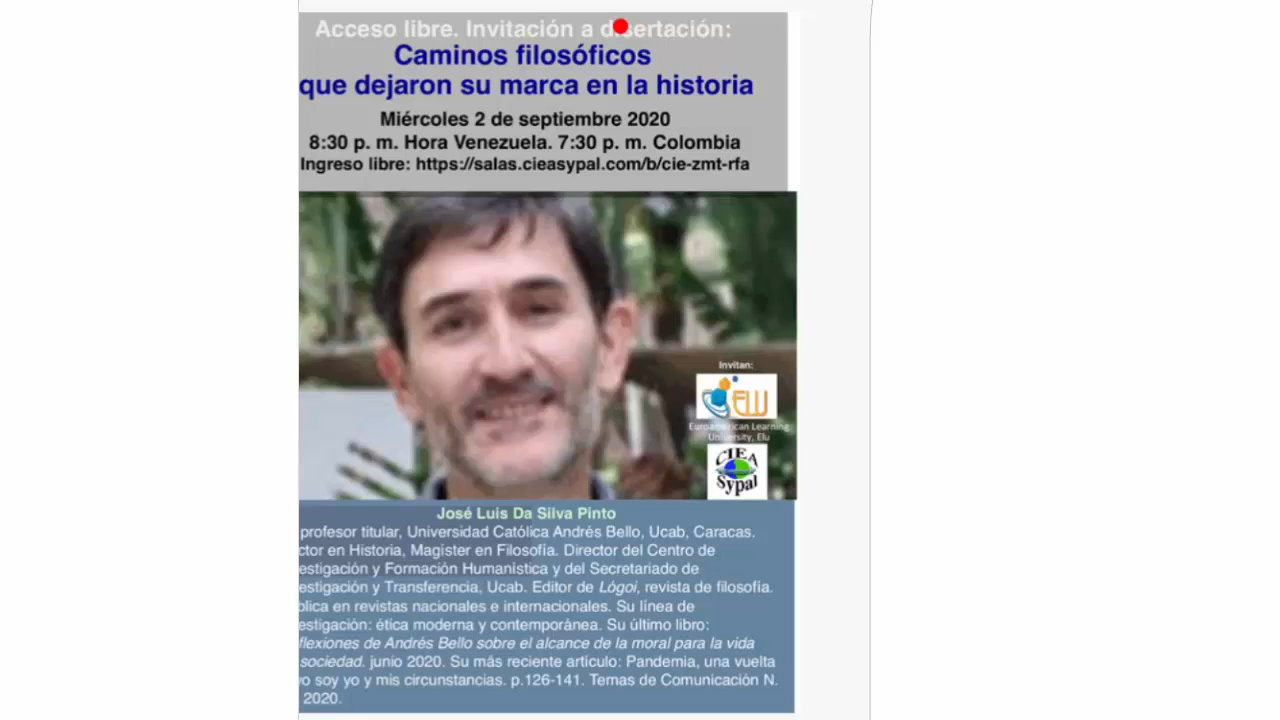 Acceso libre. Invitación a disertación:
Caminos filosóficos
que dejaron su marca en la historia
Miércoles 2 de septiembre 2020
8:30 p. m. Hora Venezuela. 7:30 p. m. Colombia
Ingreso libre: https://salas.cieasypal.com/b/cie-zmt-rfa
Invitan:
ELU
Euroamerican Learning
University, Elu
CIEA
Sypal
José Luis Da Silva Pinto
profesor titular, Universidad Católica Andrés Bello, Ucab, Caracas.
ctor en Historia, Magister en Filosofía. Director del Centro de
estigación y Formación Humanística y del Secretariado de
estigación y Transferencia, Ucab. Editor de Lógoi, revista de filosofía.
blica en revistas nacionales e internacionales. Su línea de
estigación: ética moderna y contemporánea. Su último libro:
flexiones de Andrés Bello sobre el alcance de la moral para la vida
sociedad. junio 2020. Su más reciente artículo: Pandemia, una vuelta
yo soy yo y mis circunstancias. p.126-141. Temas de Comunicación N.
2020.